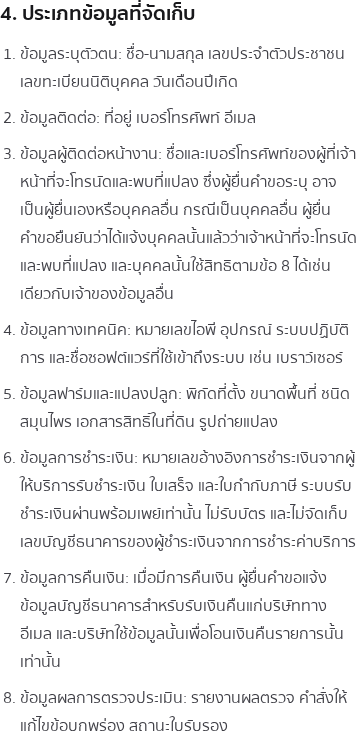 4. ประเภทข้อมูลที่จัดเก็บ
1. ข้อมูลระบุตัวตน: ชื่อ-นามสกุล เลขประจำตัวประชาชน
เลขทะเบียนนิติบุคคล วันเดือนปีเกิด
2. ข้อมูลติดต่อ: ที่อยู่ เบอร์โทรศัพท์ อีเมล
3. ข้อมูลผู้ติดต่อหน้างาน: ชื่อและเบอร์โทรศัพท์ของผู้ที่เจ้า
หน้าที่จะโทรนัดและพบที่แปลง ซึ่งผู้ยื่นคำขอระบุ อาจ
เป็นผู้ยื่นเองหรือบุคคลอื่น กรณีเป็นบุคคลอื่น ผู้ยื่น
คำขอยืนยันว่าได้แจ้งบุคคลนั้นแล้วว่าเจ้าหน้าที่จะโทรนัด
และพบที่แปลง และบุคคลนั้นใช้สิทธิตามข้อ 8 ได้เช่น
เดียวกับเจ้าของข้อมูลอื่น
4. ข้อมูลทางเทคนิค: หมายเลขไอพี อุปกรณ์ ระบบปฏิบัติ
การ และชื่อซอฟต์แวร์ที่ใช้เข้าถึงระบบ เช่น เบราว์เซอร์
5. ข้อมูลฟาร์มและแปลงปลูก: พิกัดที่ตั้ง ขนาดพื้นที่ ชนิด
สมุนไพร เอกสารสิทธิ์ในที่ดิน รูปถ่ายแปลง
6. ข้อมูลการชำระเงิน: หมายเลขอ้างอิงการชำระเงินจากผู้
ให้บริการรับชำระเงิน ใบเสร็จ และใบกำกับภาษี ระบบรับ
ชำระเงินผ่านพร้อมเพย์เท่านั้น ไม่รับบัตร และไม่จัดเก็บ
เลขบัญชีธนาคารของผู้ชำระเงินจากการชำระค่าบริการ
7. ข้อมูลการคืนเงิน: เมื่อมีการคืนเงิน ผู้ยื่นคำขอแจ้ง
ข้อมูลบัญชีธนาคารสำหรับรับเงินคืนแก่บริษัททาง
อีเมล และบริษัทใช้ข้อมูลนั้นเพื่อโอนเงินคืนรายการนั้น
เท่านั้น
8. ข้อมูลผลการตรวจประเมิน: รายงานผลตรวจ คำสั่งให้
แก้ไขข้อบกพร่อง สถานะใบรับรอง